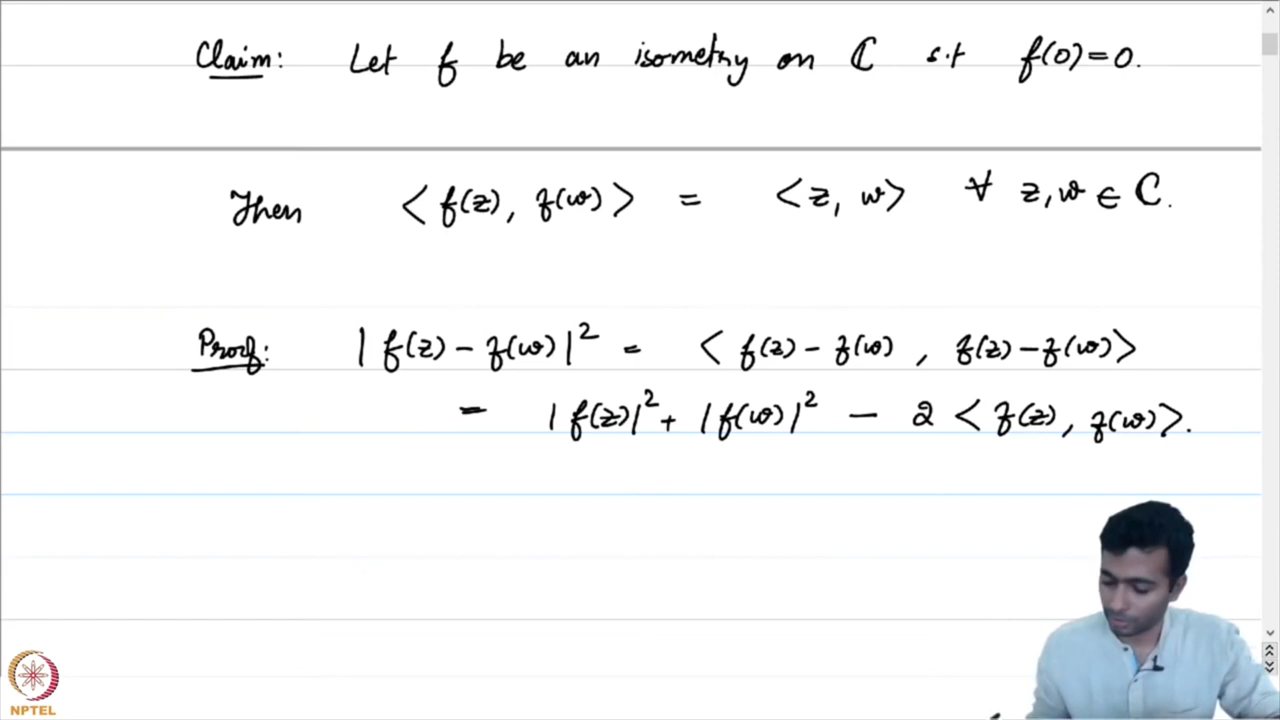 Claim: Let f be an isometry on ℂ s.t f(0)=0.
Then <f(z), f(w)> = <z, w> ∀ z,w ∈ ℂ.
Proof: |f(z) - f(w)|² = <f(z) - f(w), f(z) - f(w)>
= |f(z)|² + |f(w)|² - 2 <f(z), f(w)>.
NPTEL